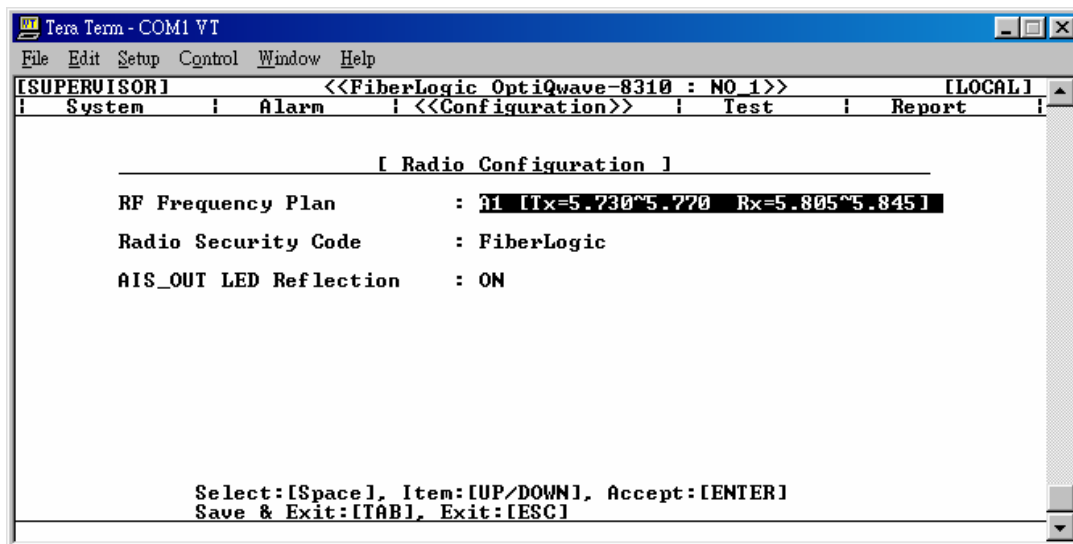 Tera Term - COM1 VT
File Edit Setup Control Window Help
[SUPERVISOR] <<FiberLogic OptiQwave-8310 : NO_1>> [LOCAL]
¦ System ¦ Alarm ¦ <<Configuration>> ¦ Test ¦ Report ¦
[ Radio Configuration ]
RF Frequency Plan : A1 [Tx=5.730~5.770 Rx=5.805~5.845]
Radio Security Code : FiberLogic
AIS_OUT LED Reflection : ON
Select:[Space], Item:[UP/DOWN], Accept:[ENTER]
Save & Exit:[TAB], Exit:[ESC]